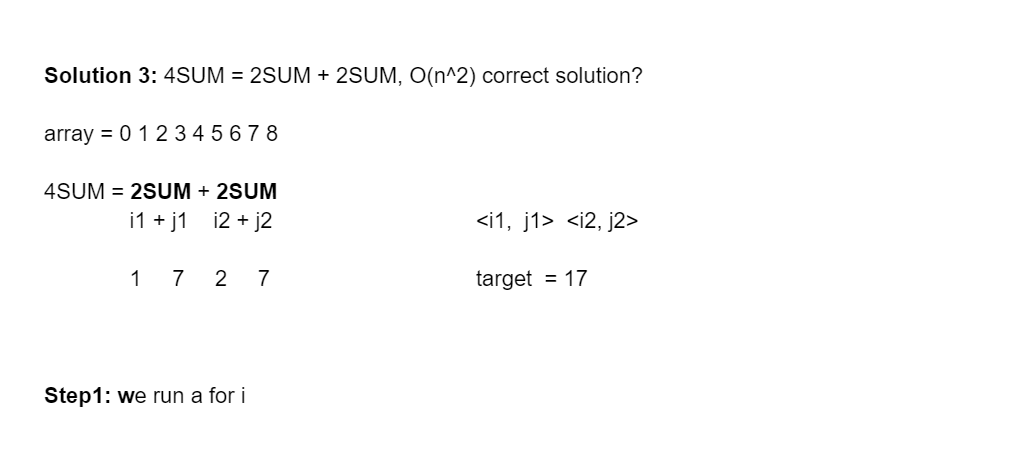 Solution 3: 4SUM = 2SUM + 2SUM, O(n^2) correct solution?
array = 0 1 2 3 4 5 6 7 8
4SUM = 2SUM + 2SUM
i1 + j1 i2 + j2 <i1, j1> <i2, j2>
1 7 2 7 target = 17
Step1: we run a for i